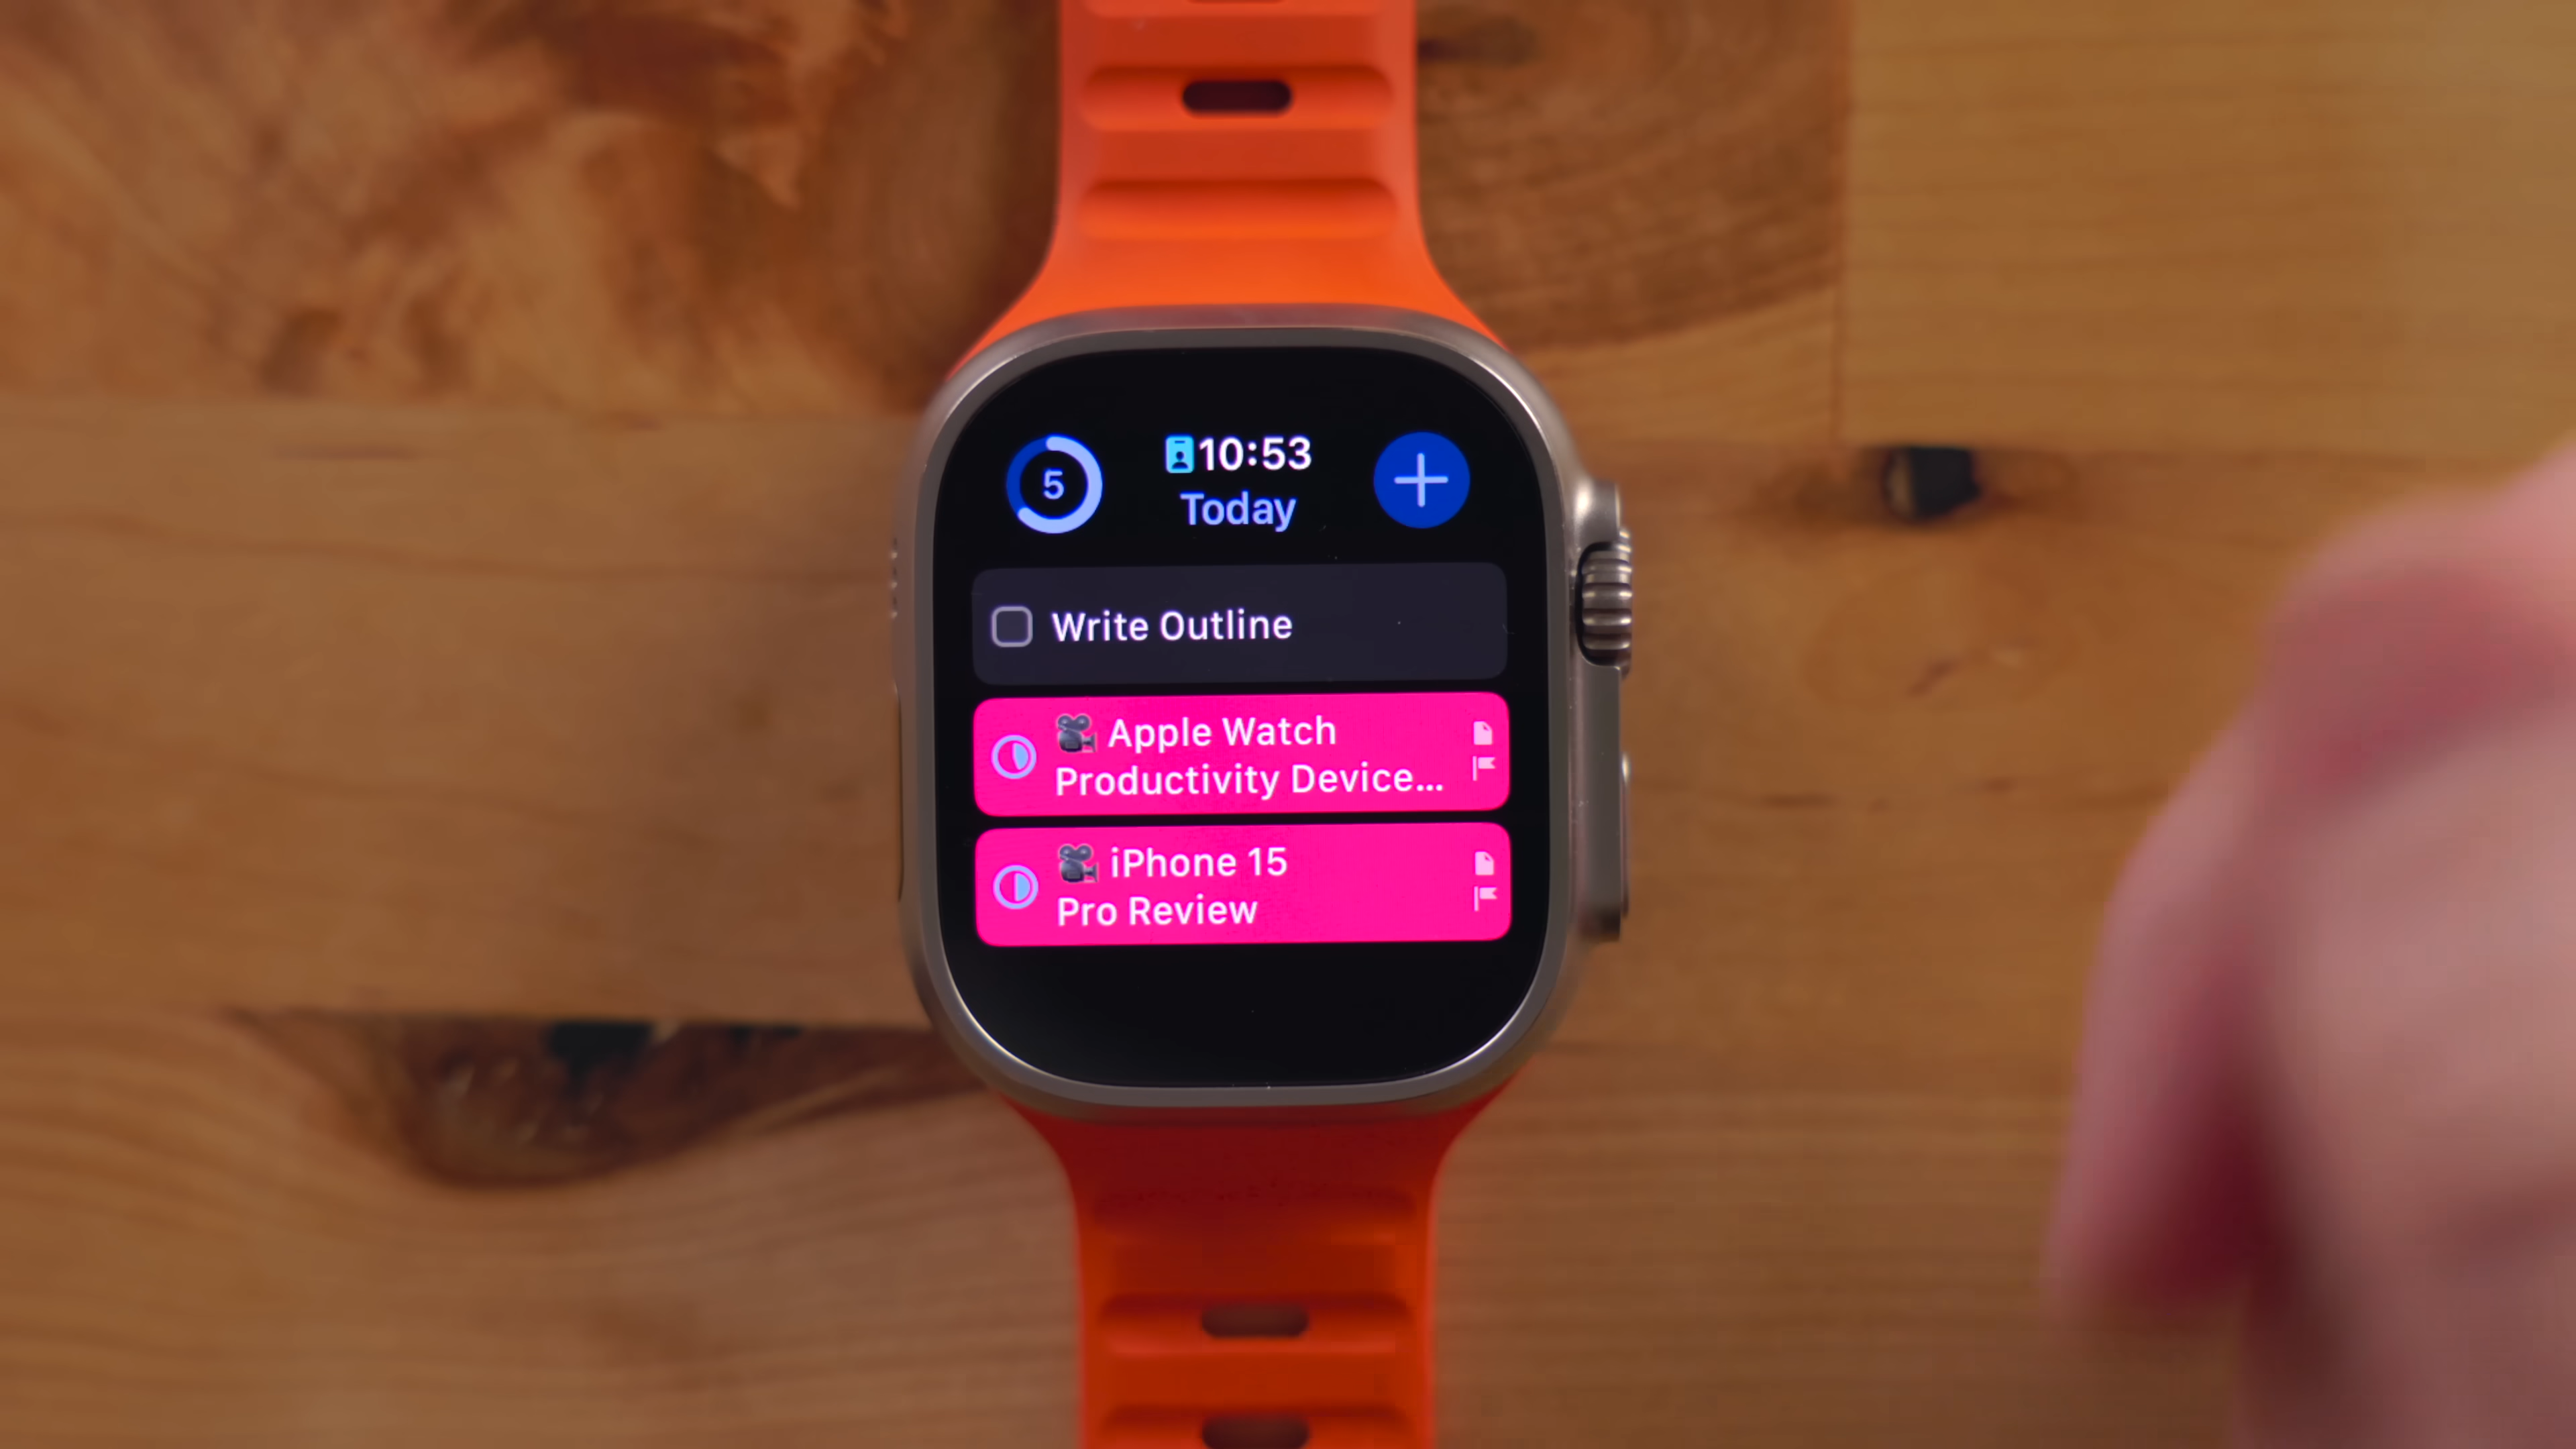 5
10:53
Today
Write Outline
Apple Watch
Productivity Device...
iPhone 15
Pro Review